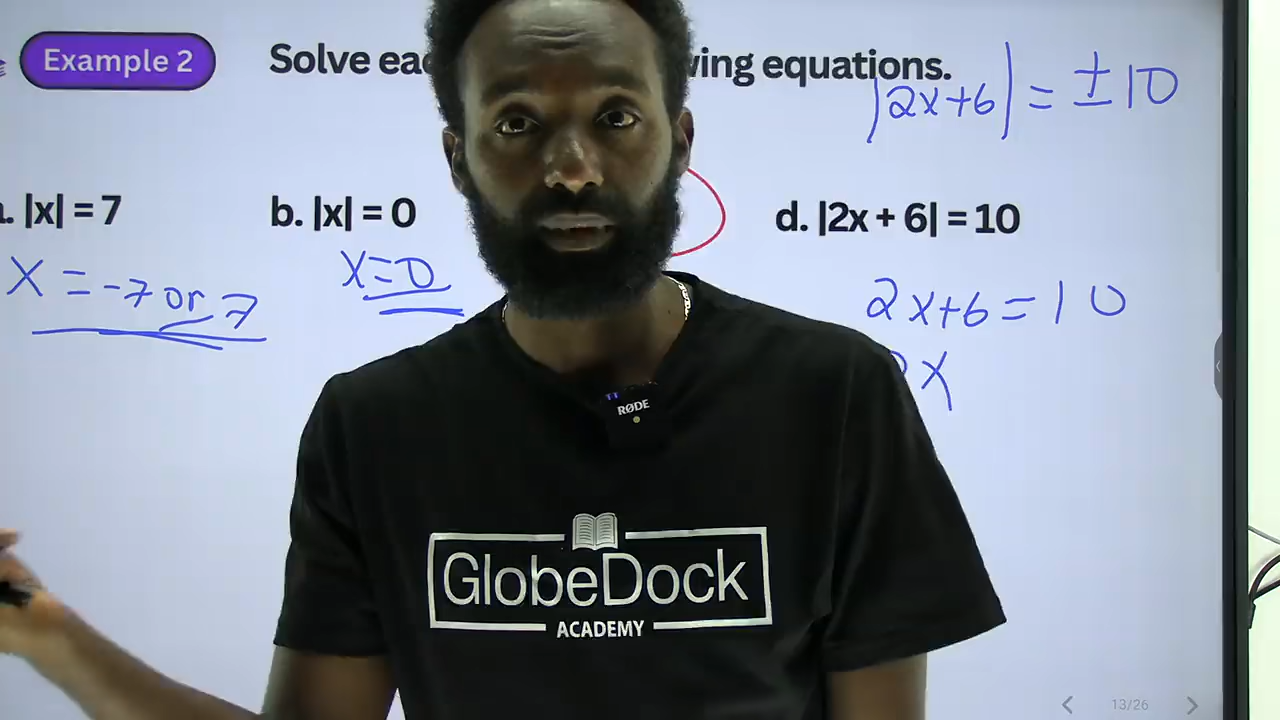 Example 2
Solve eac wing equations.
|2x+6| = ±10
. |x| = 7
b. |x| = 0
d. |2x + 6| = 10
x = -7 or 7
x=0
2x+6=10
x
RØDE
GlobeDock
ACADEMY
13/26